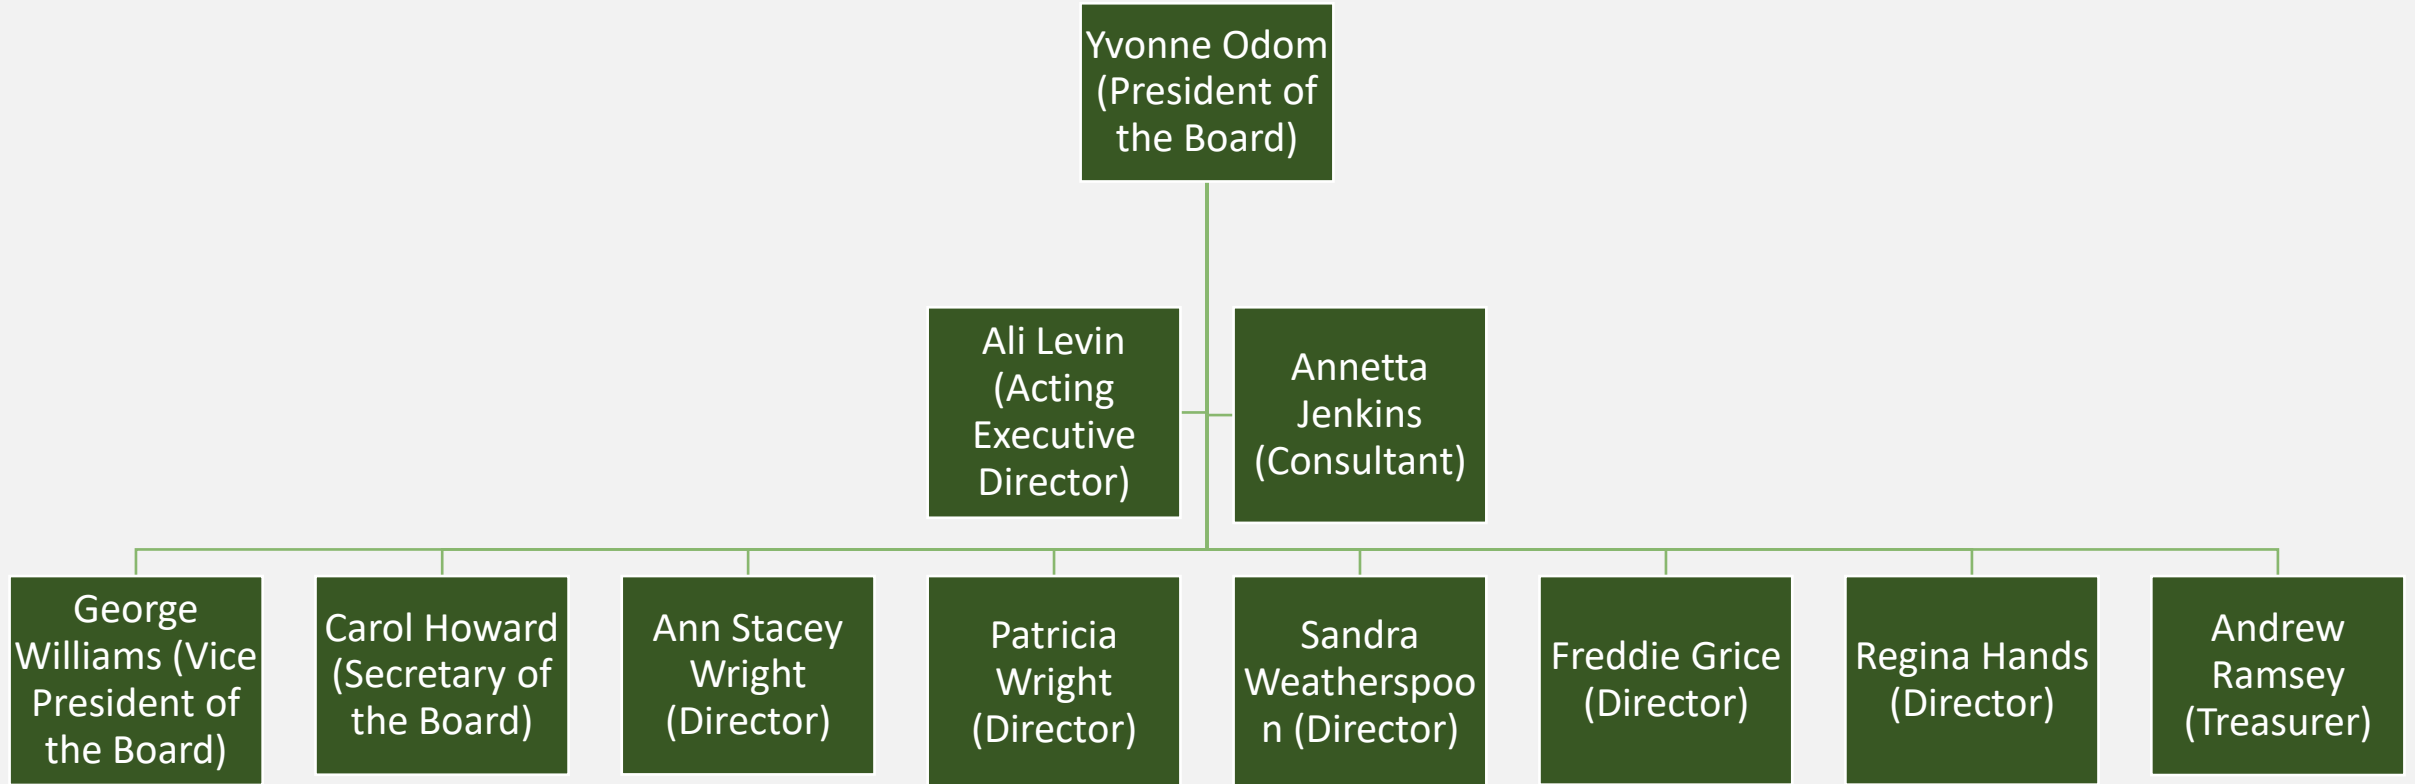 Yvonne Odom
(President of
the Board)
Ali Levin
(Acting
Executive
Director)
Annetta
Jenkins
(Consultant)
George
Williams (Vice
President of
the Board)
Carol Howard
(Secretary of
the Board)
Ann Stacey
Wright
(Director)
Patricia
Wright
(Director)
Sandra
Weatherspoo
n (Director)
Freddie Grice
(Director)
Regina Hands
(Director)
Andrew
Ramsey
(Treasurer)